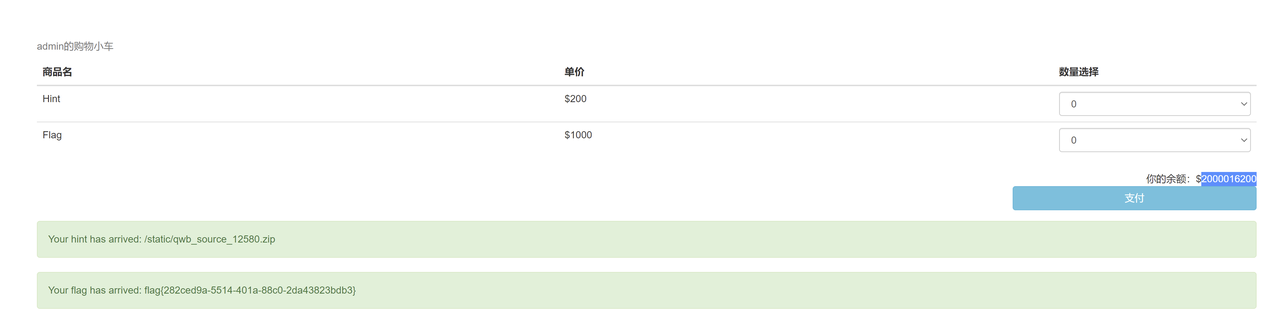 admin的购物小车
商品名 单价 数量选择
Hint $200 0
Flag $1000 0
你的余额：$2000016200
支付
Your hint has arrived: /static/qwb_source_12580.zip
Your flag has arrived: flag{282ced9a-5514-401a-88c0-2da43823bdb3}